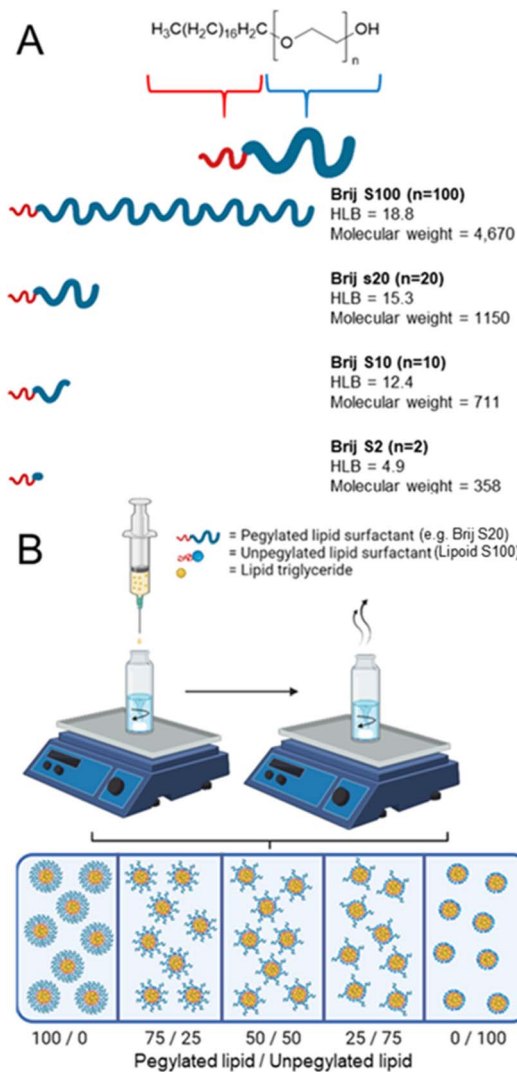 A
H₃C(H₂C)₁₆H₂C
O
OH
n
Brij S100 (n=100)
HLB = 18.8
Molecular weight = 4,670
Brij s20 (n=20)
HLB = 15.3
Molecular weight = 1150
Brij S10 (n=10)
HLB = 12.4
Molecular weight = 711
Brij S2 (n=2)
HLB = 4.9
Molecular weight = 358
B
= Pegylated lipid surfactant (e.g. Brij S20)
= Unpegylated lipid surfactant (Lipoid S100)
= Lipid triglyceride
100 / 0 75 / 25 50 / 50 25 / 75 0 / 100
Pegylated lipid / Unpegylated lipid